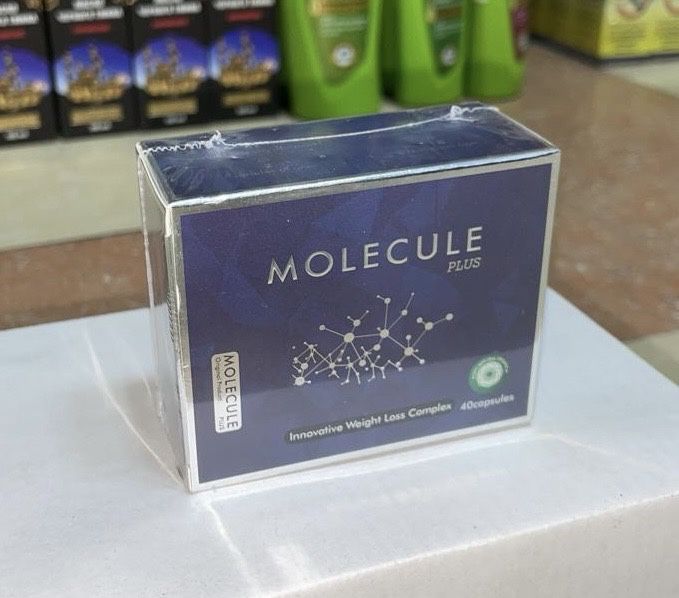 MOLECULE
PLUS
MOLECULE
PLUS
Original Product
Innovative Weight Loss Complex
40capsules